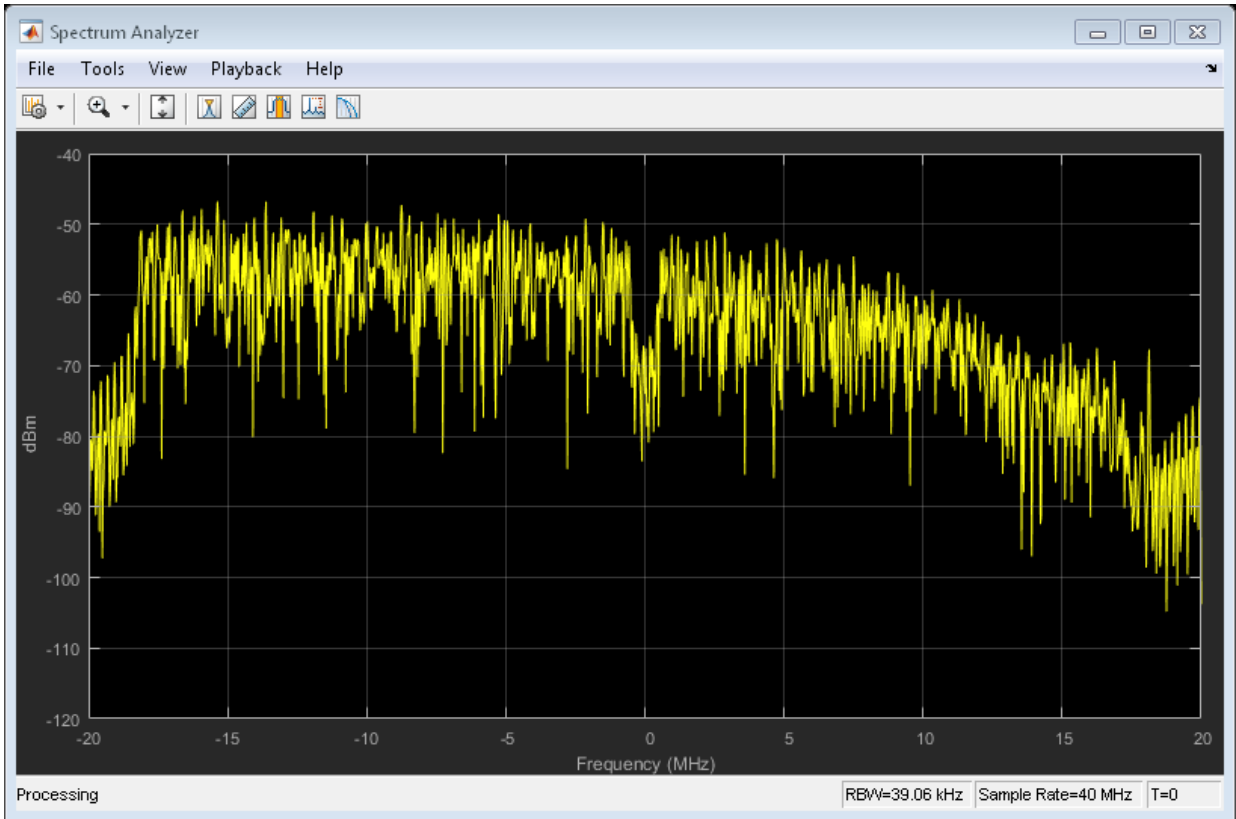 Spectrum Analyzer
File Tools View Playback Help
-40
-50
-60
-70
-80
-90
-100
-110
-120
dBm
-20 -15 -10 -5 0 5 10 15 20
Frequency (MHz)
Processing RBW=39.06 kHz Sample Rate=40 MHz T=0